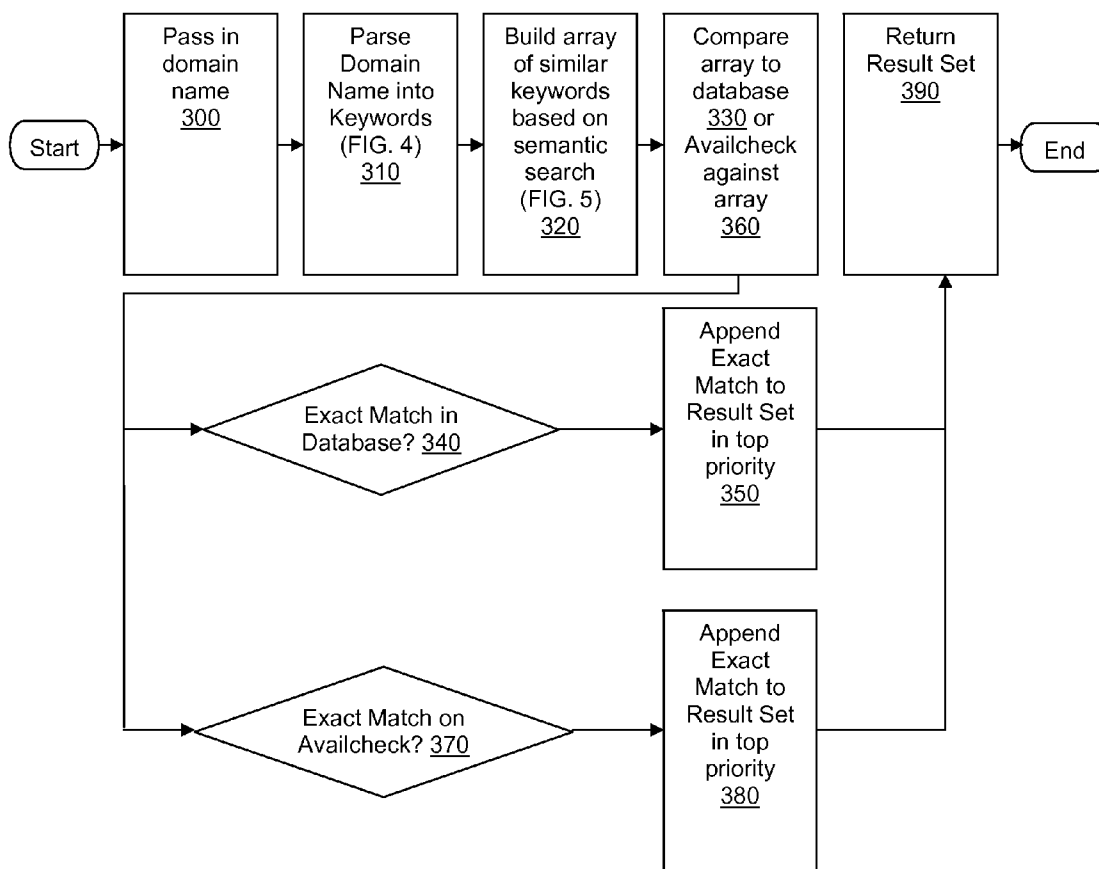 Start
Pass in
domain
name
300
Parse
Domain
Name into
Keywords
(FIG. 4)
310
Build array
of similar
keywords
based on
semantic
search
(FIG. 5)
320
Compare
array to
database
330 or
Availcheck
against
array
360
Return
Result Set
390
End
Exact Match in
Database? 340
Append
Exact
Match to
Result Set
in top
priority
350
Exact Match on
Availcheck? 370
Append
Exact
Match to
Result Set
in top
priority
380